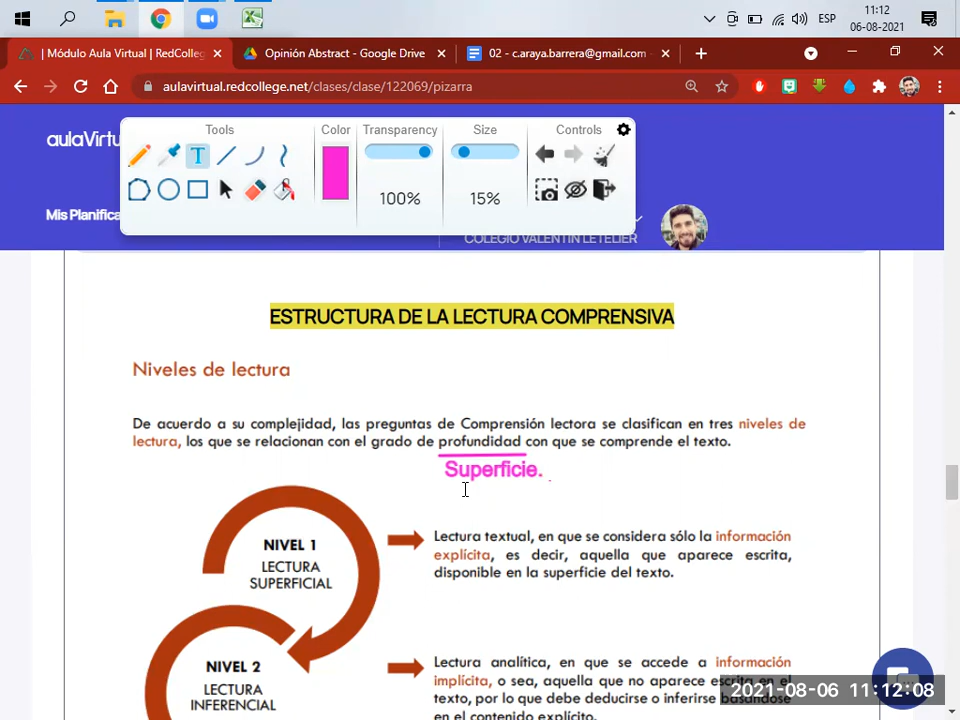 11:12
ESP
06-08-2021
| Módulo Aula Virtual | RedColleg
Opinión Abstract - Google Drive
02 - c.araya.barrera@gmail.com -
aulavirtual.redcollege.net/clases/clase/122069/pizarra
aulaVirtu
Tools
Color
Transparency
Size
Controls
T
100%
15%
Mis Planifica
COLEGIO VALENTIN LETELIER
ESTRUCTURA DE LA LECTURA COMPRENSIVA
Niveles de lectura
De acuerdo a su complejidad, las preguntas de Comprensión lectora se clasifican en tres niveles de
lectura, los que se relacionan con el grado de profundidad con que se comprende el texto.
Superficie.
NIVEL 1
LECTURA
SUPERFICIAL
Lectura textual, en que se considera sólo la información
explícita, es decir, aquella que aparece escrita,
disponible en la superficie del texto.
NIVEL 2
LECTURA
INFERENCIAL
Lectura analítica, en que se accede a información
implícita, o sea, aquella que no aparece escrita en el
texto, por lo que debe deducirse o inferirse basándose
en el contenido explícito.
2021-08-06 11:12:08